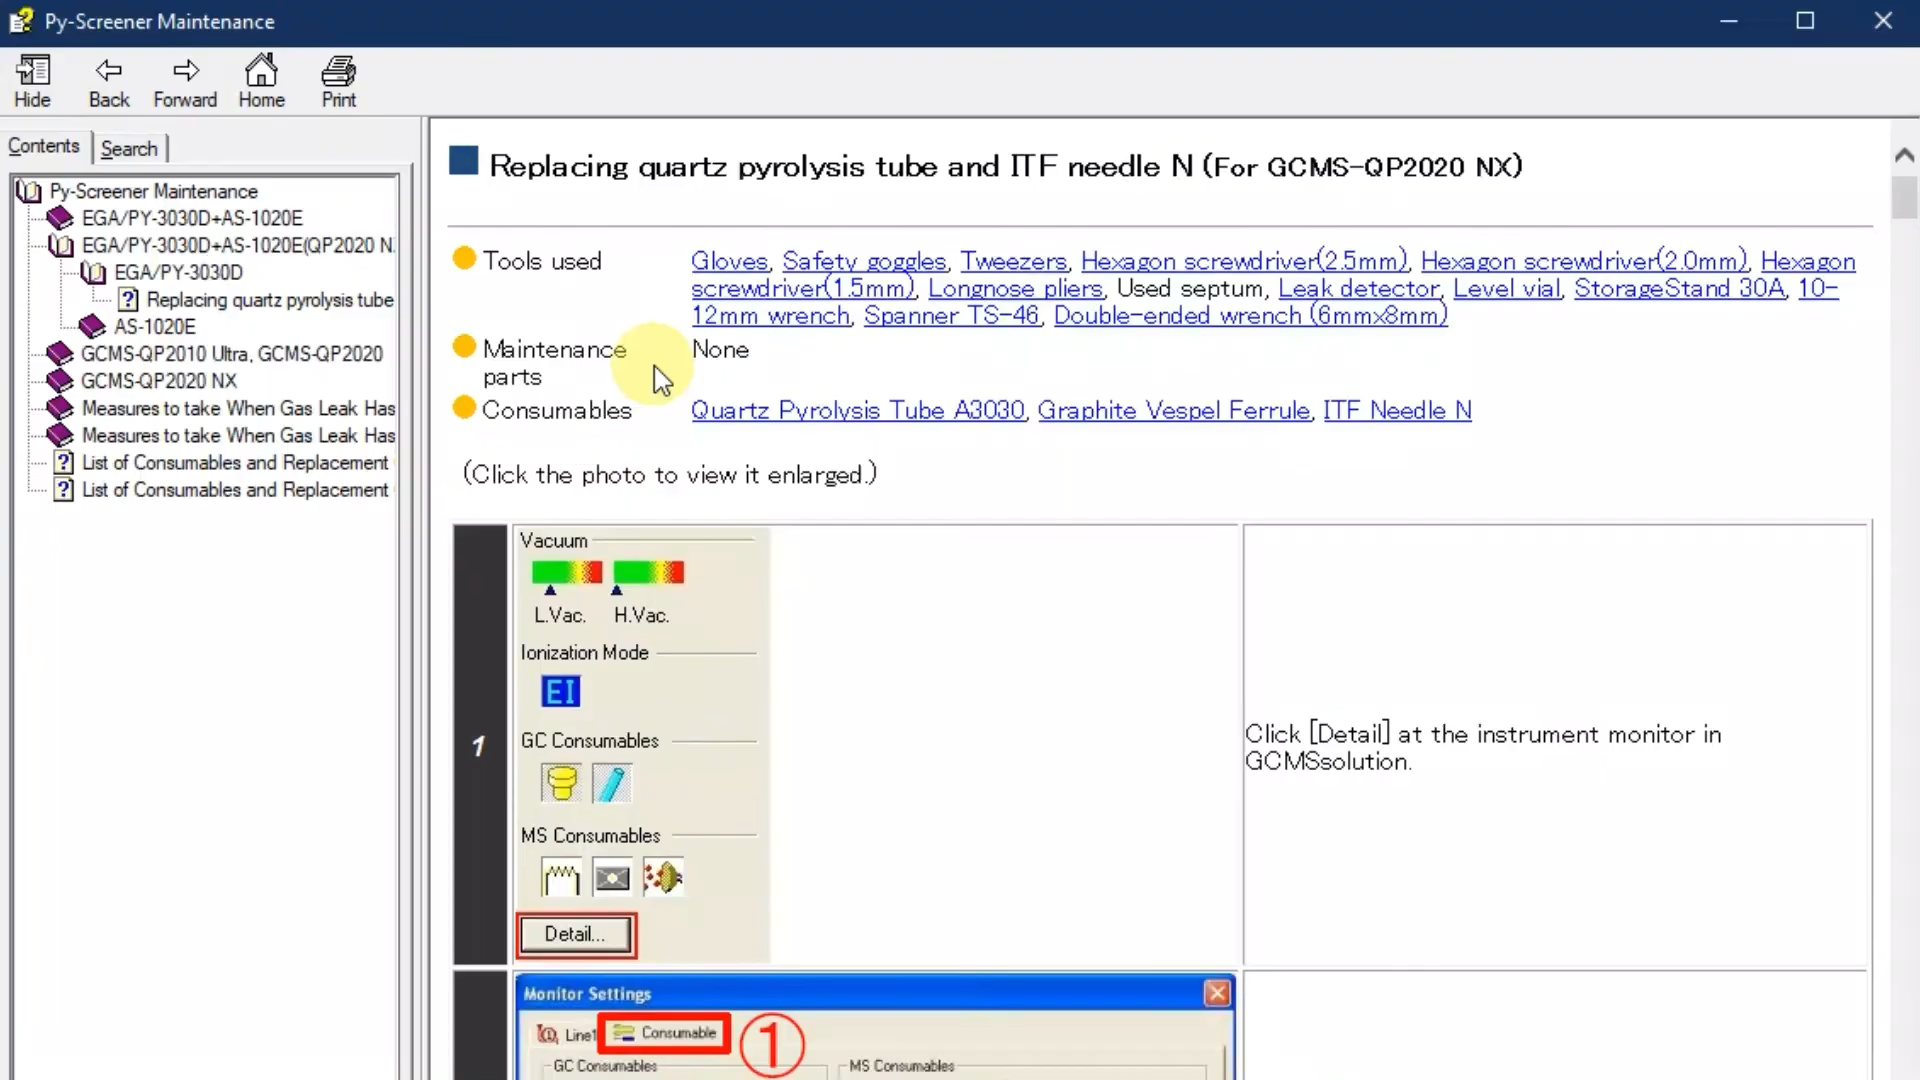 Py-Screener Maintenance
Hide Back Forward Home Print
Contents Search
Py-Screener Maintenance
EGA/PY-3030D+AS-1020E
EGA/PY-3030D+AS-1020E(QP2020 N
EGA/PY-3030D
Replacing quartz pyrolysis tube
AS-1020E
GCMS-QP2010 Ultra, GCMS-QP2020
GCMS-QP2020 NX
Measures to take When Gas Leak Has
Measures to take When Gas Leak Has
List of Consumables and Replacement
List of Consumables and Replacement
Replacing quartz pyrolysis tube and ITF needle N (For GCMS-QP2020 NX)
Tools used
Gloves, Safety goggles, Tweezers, Hexagon screwdriver(2.5mm), Hexagon screwdriver(2.0mm), Hexagon
screwdriver(1.5mm), Longnose pliers, Used septum, Leak detector, Level vial, StorageStand 30A, 10-
12mm wrench, Spanner TS-46, Double-ended wrench (6mmx8mm)
Maintenance
parts
None
Consumables
Quartz Pyrolysis Tube A3030, Graphite Vespel Ferrule, ITF Needle N
(Click the photo to view it enlarged.)
1
Vacuum
L.Vac. H.Vac.
Ionization Mode
EI
GC Consumables
MS Consumables
Detail...
Click [Detail] at the instrument monitor in
GCMSsolution.
Monitor Settings
Line1 Consumable 1
GC Consumables MS Consumables